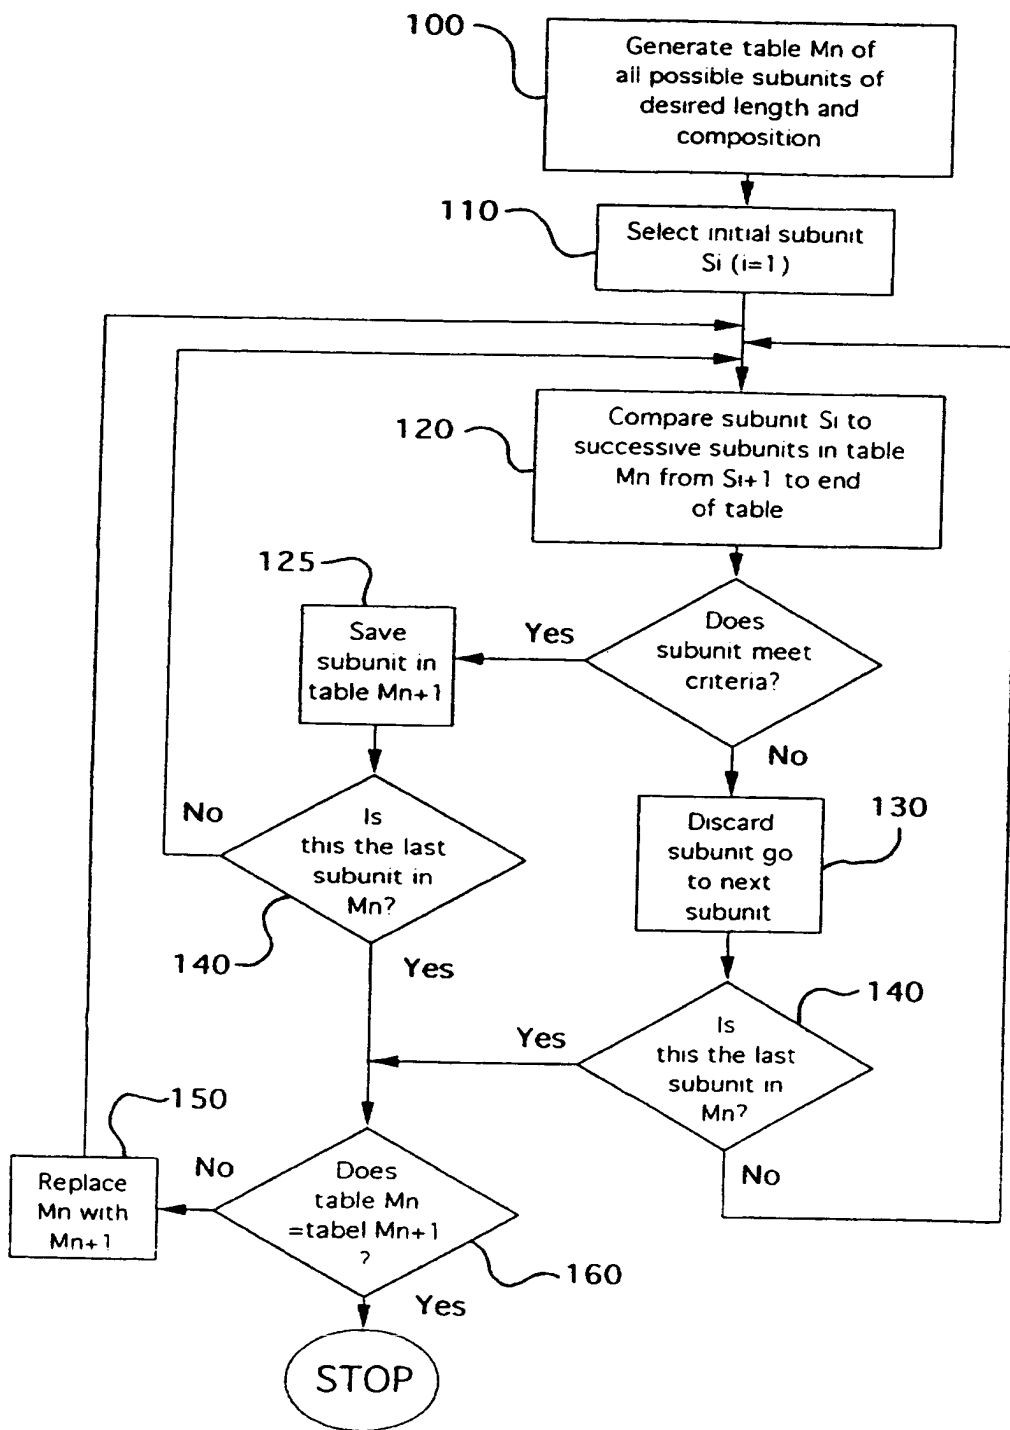 100
Generate table Mn of
all possible subunits of
desired length and
composition
110
Select initial subunit
Si (i=1)
120
Compare subunit Si to
successive subunits in table
Mn from Si+1 to end
of table
125
Save
subunit in
table Mn+1
Yes
Does
subunit meet
criteria?
No
No
Is
this the last
subunit in
Mn?
140
Yes
Discard
subunit go
to next
subunit
130
Yes
Is
this the last
subunit in
Mn?
140
No
150
Replace
Mn with
Mn+1
No
Does
table Mn
=tabel Mn+1
?
160
Yes
STOP